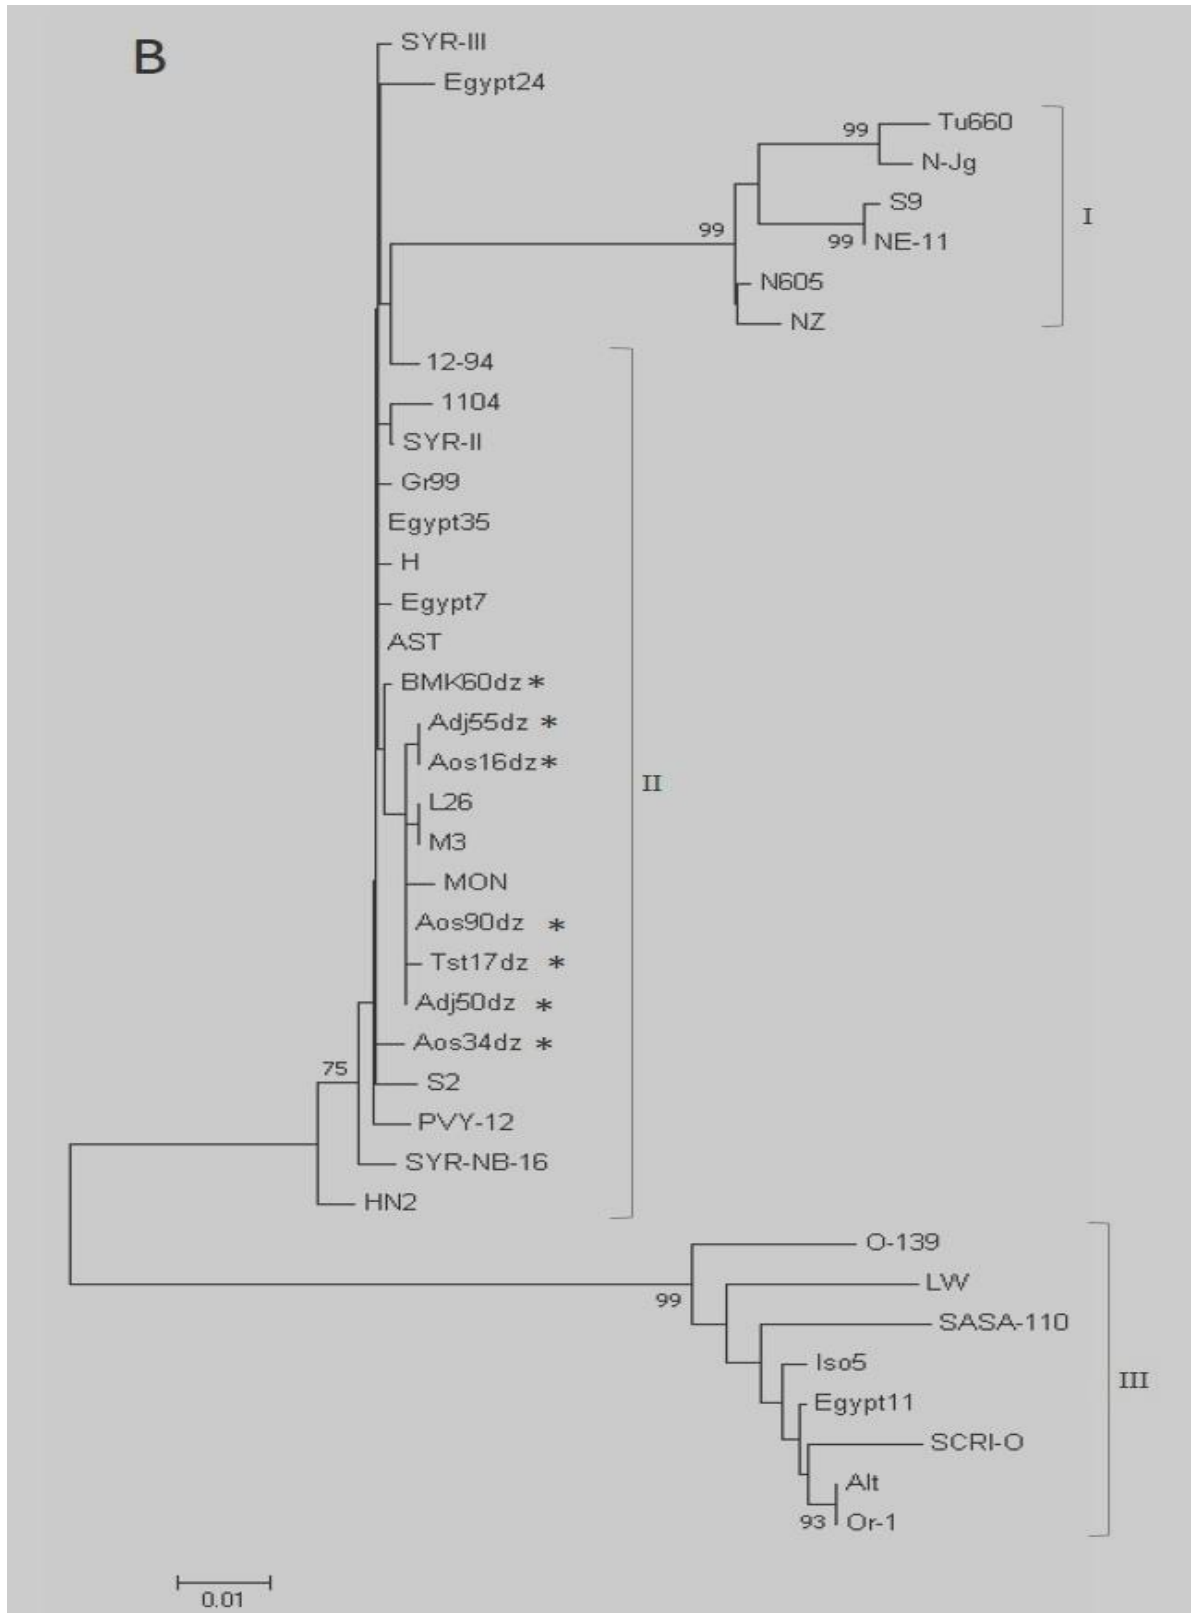 B
SYR-III
Egypt24
Tu660
99
N-Jg
S9
I
99
99 NE-11
N605
NZ
12-94
1104
SYR-II
Gr99
Egypt35
H
Egypt7
AST
BMK60dz *
Adj55dz *
Aos16dz *
II
L26
M3
MON
Aos90dz *
Tst17dz *
Adj50dz *
Aos34dz *
75
S2
PVY-12
SYR-NB-16
HN2
O-139
LW
99
SASA-110
Iso5
III
Egypt11
SCRI-O
Alt
93 Or-1
0.01